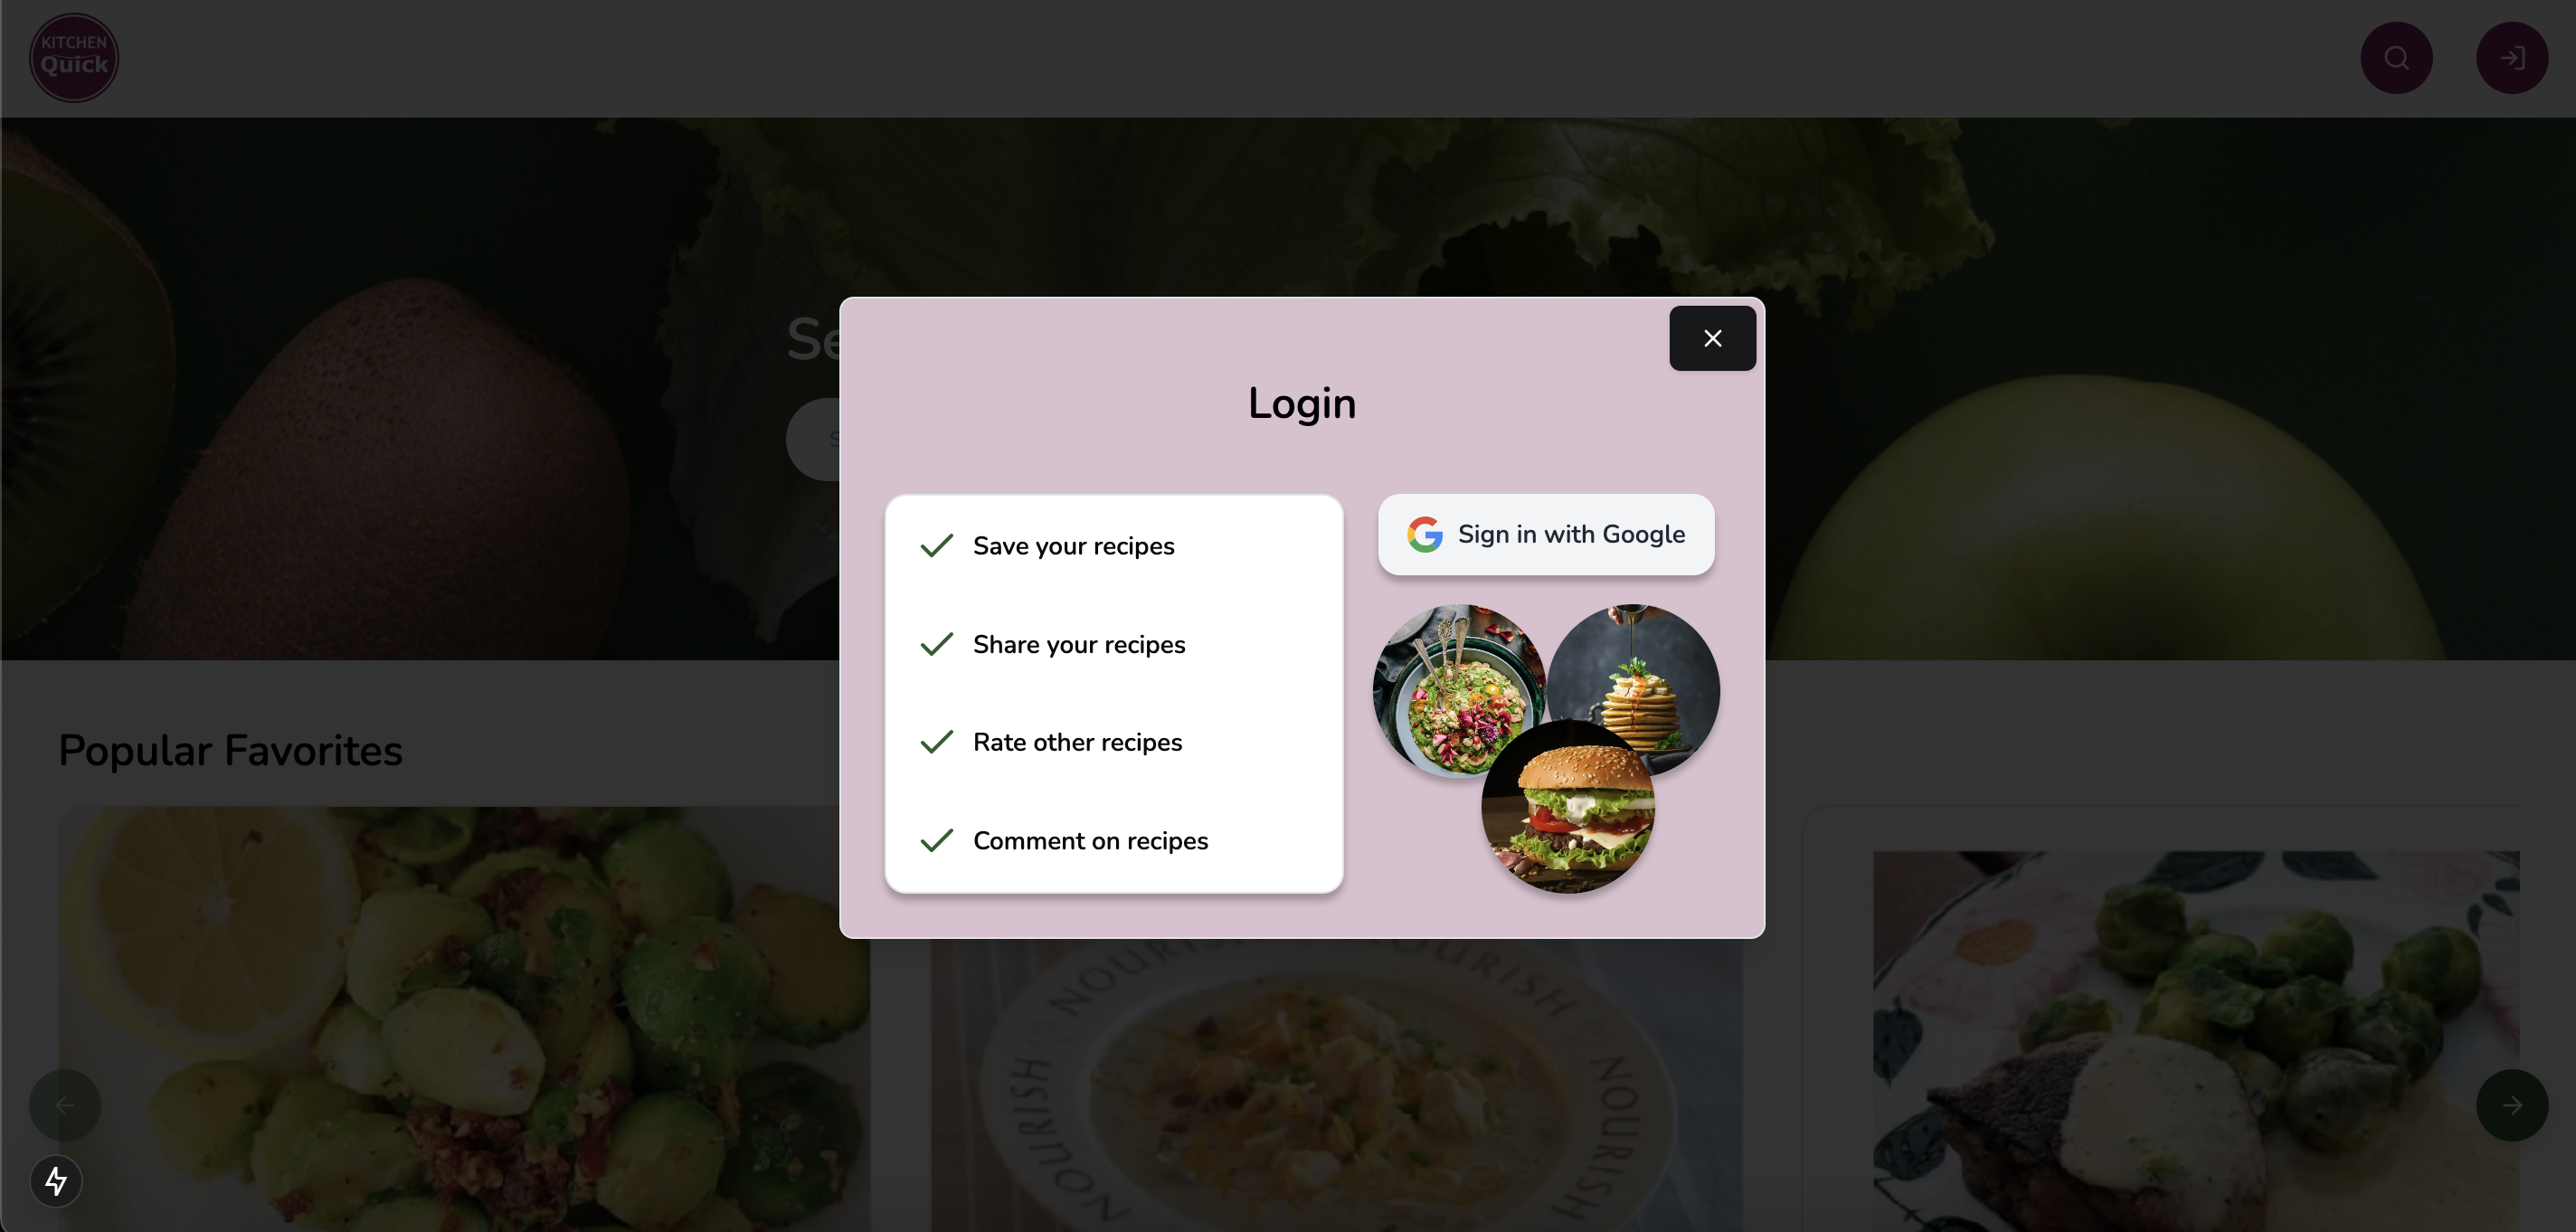 KITCHEN
Quick
Se
S
Login
Save your recipes
Sign in with Google
Share your recipes
Rate other recipes
Comment on recipes
Popular Favorites
NOURISH NOURISH
NOURISH NOURISH
NOURISH